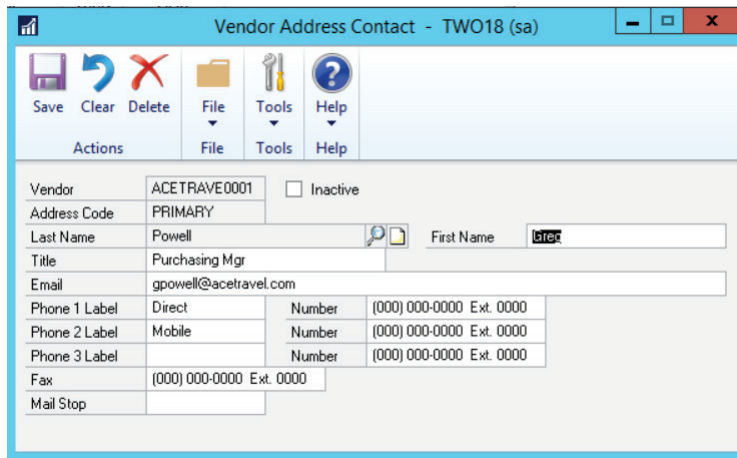 Vendor Address Contact - TWO18 (sa)
Save Clear Delete File Tools Help
Actions File Tools Help
Vendor ACETRAVE0001 Inactive
Address Code PRIMARY
Last Name Powell First Name Greg
Title Purchasing Mgr
Email gpowell@acetravel.com
Phone 1 Label Direct Number (000) 000-0000 Ext. 0000
Phone 2 Label Mobile Number (000) 000-0000 Ext. 0000
Phone 3 Label Number (000) 000-0000 Ext. 0000
Fax (000) 000-0000 Ext. 0000
Mail Stop